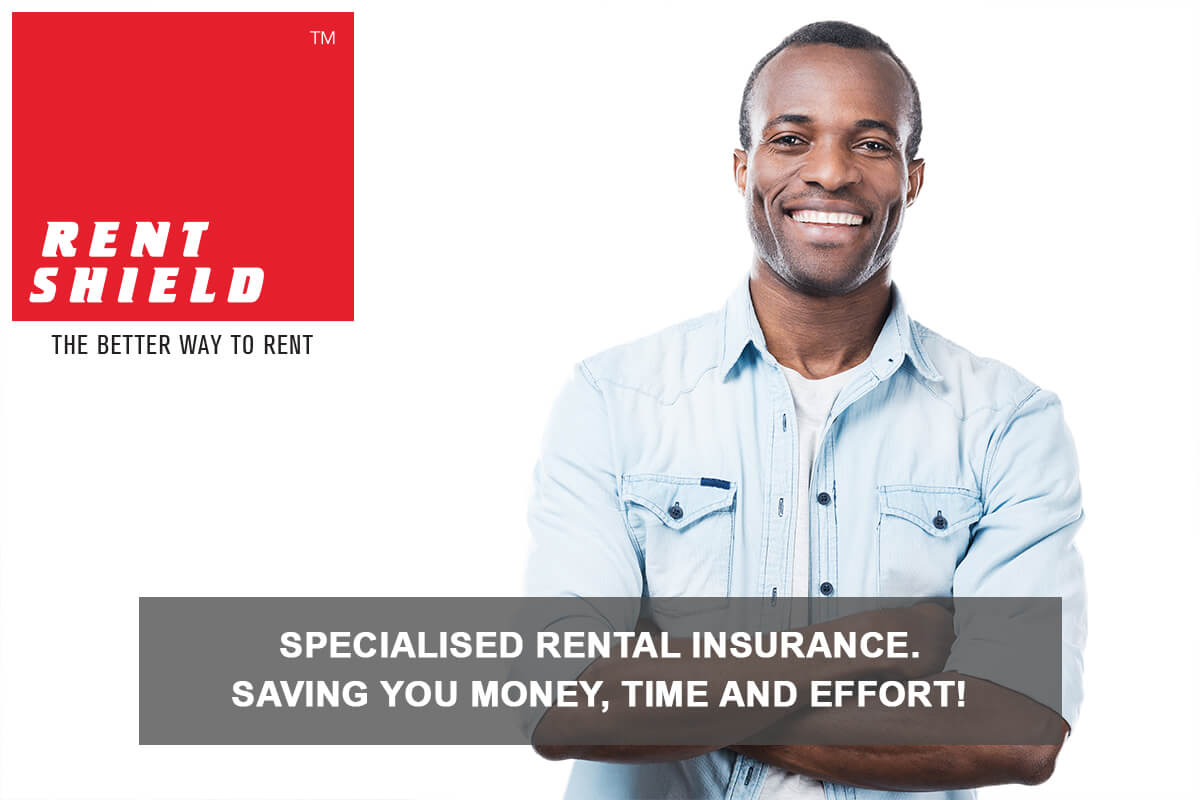 TM
RENT
SHIELD
THE BETTER WAY TO RENT
SPECIALISED RENTAL INSURANCE.
SAVING YOU MONEY, TIME AND EFFORT!